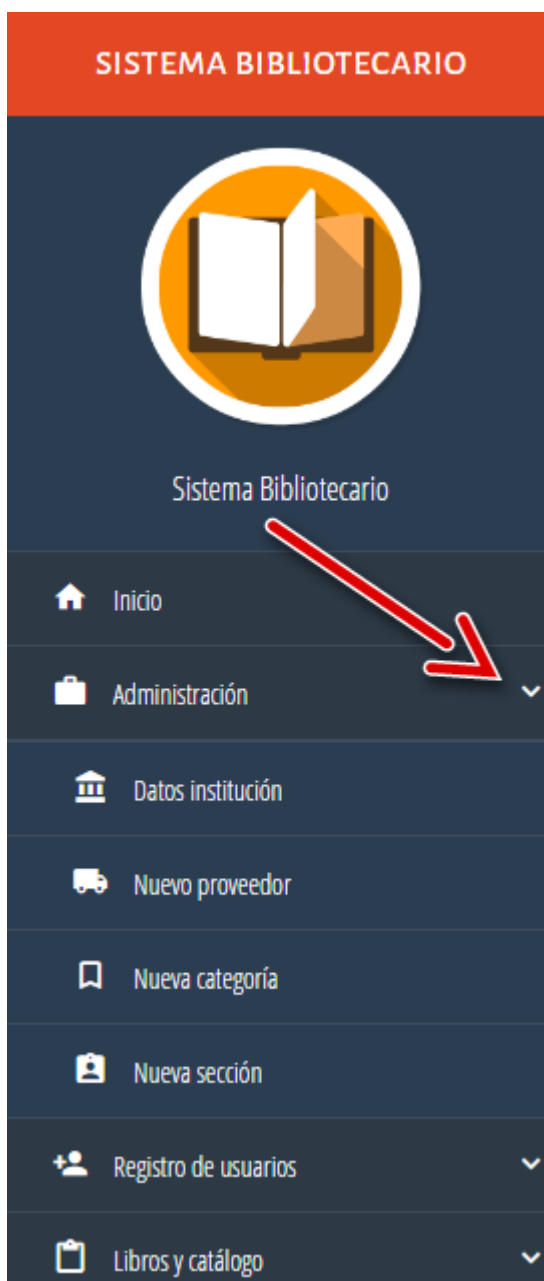 SISTEMA BIBLIOTECARIO
Sistema Bibliotecario
Inicio
Administración
Datos institución
Nuevo proveedor
Nueva categoría
Nueva sección
Registro de usuarios
Libros y catálogo